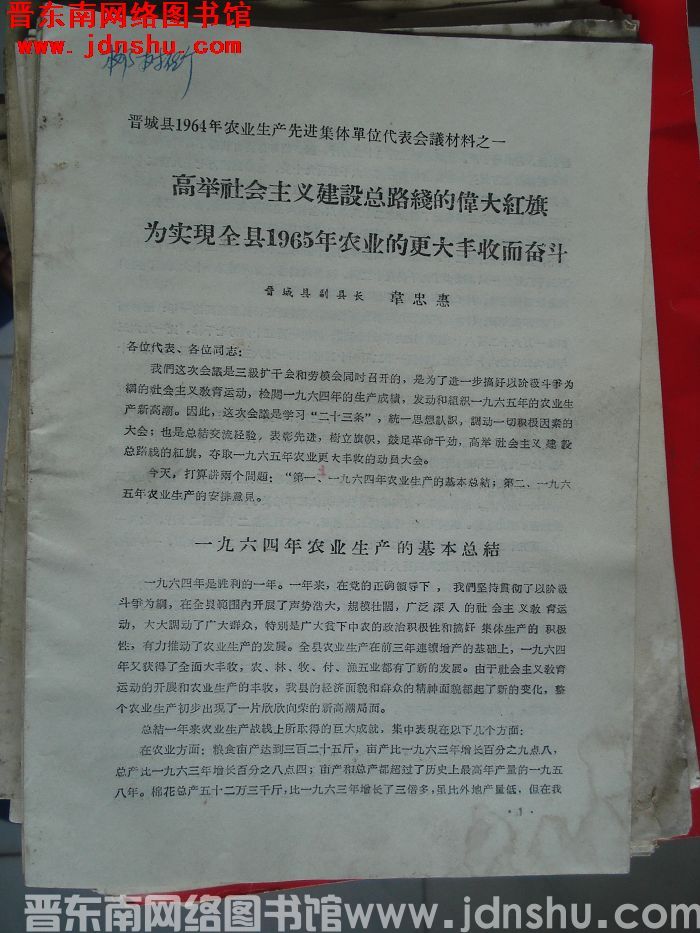 晋东南网络图书馆
www.jdnshu.com
晋城县1964年农业生产先进集体單位代表会議材料之一
高举社会主义建設总路綫的偉大紅旗
为实現全县1965年农业的更大丰收而奋斗
晋城县副县长 韋忠惠
各位代表、各位同志：
我們这次会議是三級扩干会和劳模会同时召开的，是为了进一步搞好以阶級斗爭为
綱的社会主义教育运动，检閱一九六四年的生产成績，发动和組織一九六五年的农业生
产新高潮。因此，这次会議是学习“二十三条”，統一思想認識，調动一切积极因素的
大会；也是总結交流經驗，表彰先进，樹立旗帜，鼓足革命干劲，高举社会主义建設
总路綫的紅旗，夺取一九六五年农业更大丰收的动員大会。
今天，打算讲兩个問題：“第一、一九六四年农业生产的基本总結；第二、一九六
五年农业生产的安排意見。
一九六四年农业生产的基本总結
一九六四年是胜利的一年。一年来，在党的正确領导下，我們坚持貫彻了以阶級
斗爭为綱，在全县範围內开展了声势浩大，規模壮闊，广泛深入的社会主义教育运
动，大大調动了广大群众，特別是广大貧下中农的政治积极性和搞好集体生产的积极
性，有力推动了农业生产的发展。全县农业生产在前三年連續增产的基础上，一九六四
年又获得了全面大丰收，农、林、牧、付、漁五业都有了新的发展。由于社会主义教育
运动的开展和农业生产的丰收，我县的經济面貌和群众的精神面貌都起了新的变化，整
个农业生产初步出現了一片欣欣向荣的新高潮局面。
总結一年来农业生产战綫上所取得的巨大成就，集中表現在以下几个方面：
在农业方面：粮食亩产达到三百二十五斤，亩产比一九六三年增长百分之九点八，
总产比一九六三年增长百分之八点四；亩产和总产都超过了历史上最高年产量的一九五
八年。棉花总产五十二万三千斤，比一九六三年增长了三倍多，虽比外地产量低，但在我
·1·
晋东南网络图书馆 www.jdnshu.com